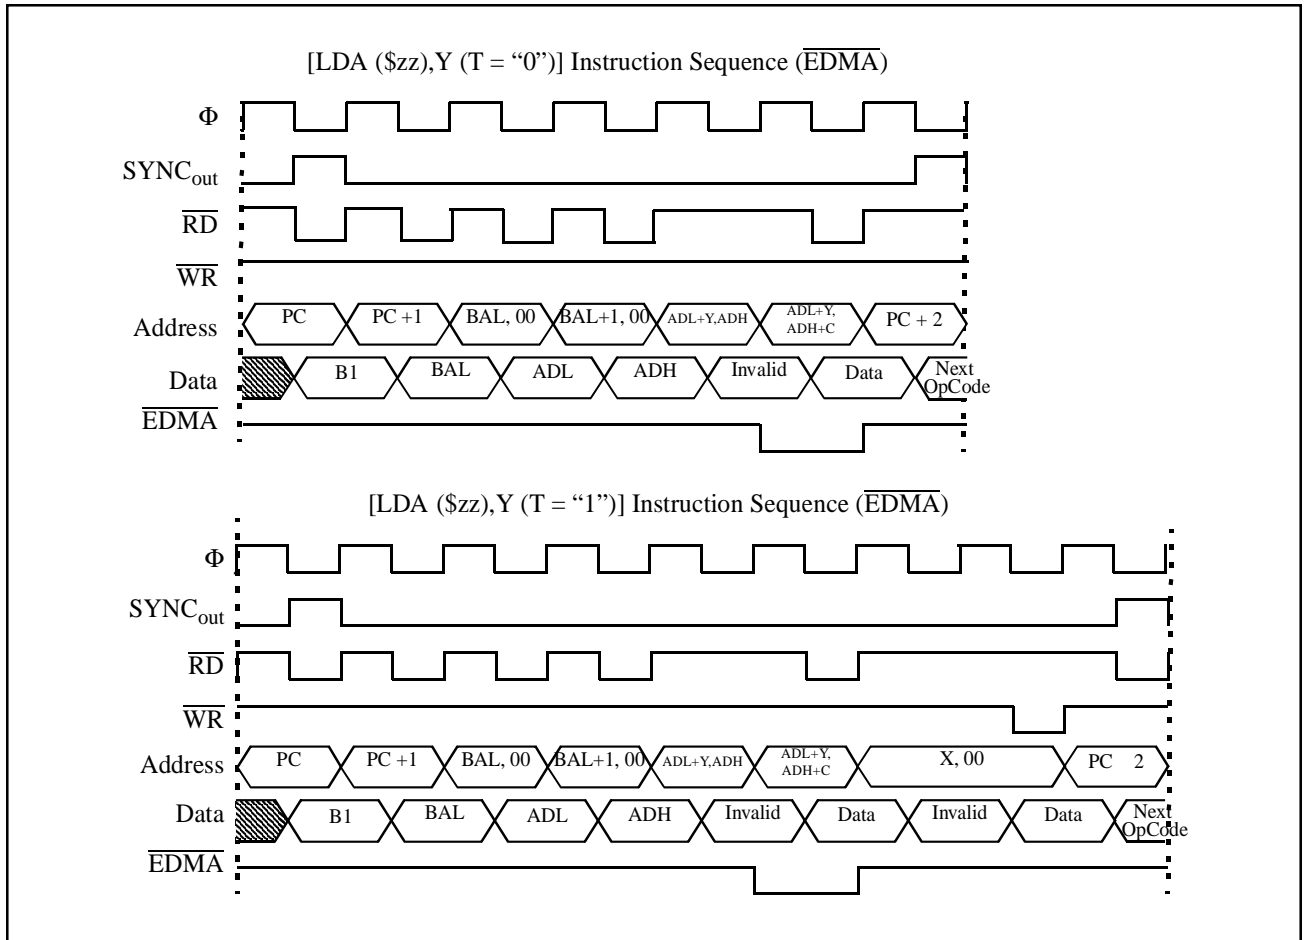 [LDA ($zz),Y (T = “0”)] Instruction Sequence (EDMA)
Φ
SYNCout
RD
WR
Address PC PC +1 BAL, 00 BAL+1, 00 ADL+Y,ADH ADL+Y, ADH+C PC + 2
Data B1 BAL ADL ADH Invalid Data Next OpCode
EDMA
[LDA ($zz),Y (T = “1”)] Instruction Sequence (EDMA)
Φ
SYNCout
RD
WR
Address PC PC +1 BAL, 00 BAL+1, 00 ADL+Y,ADH ADL+Y, ADH+C X, 00 PC 2
Data B1 BAL ADL ADH Invalid Data Invalid Data Next OpCode
EDMA